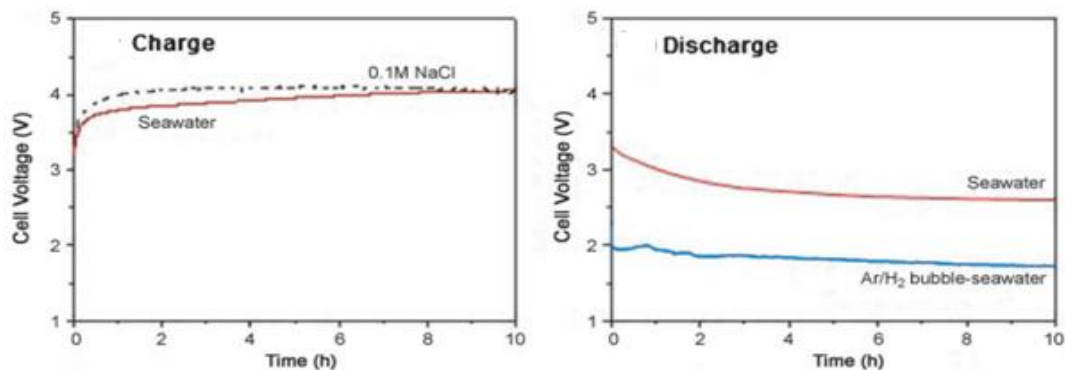 Charge
5
4
3
2
1
Cell Voltage (V)
0.1M NaCl
Seawater
0 2 4 6 8 10
Time (h)
Discharge
5
4
3
2
1
Cell Voltage (V)
Seawater
Ar/H₂ bubble-seawater
0 2 4 6 8 10
Time (h)